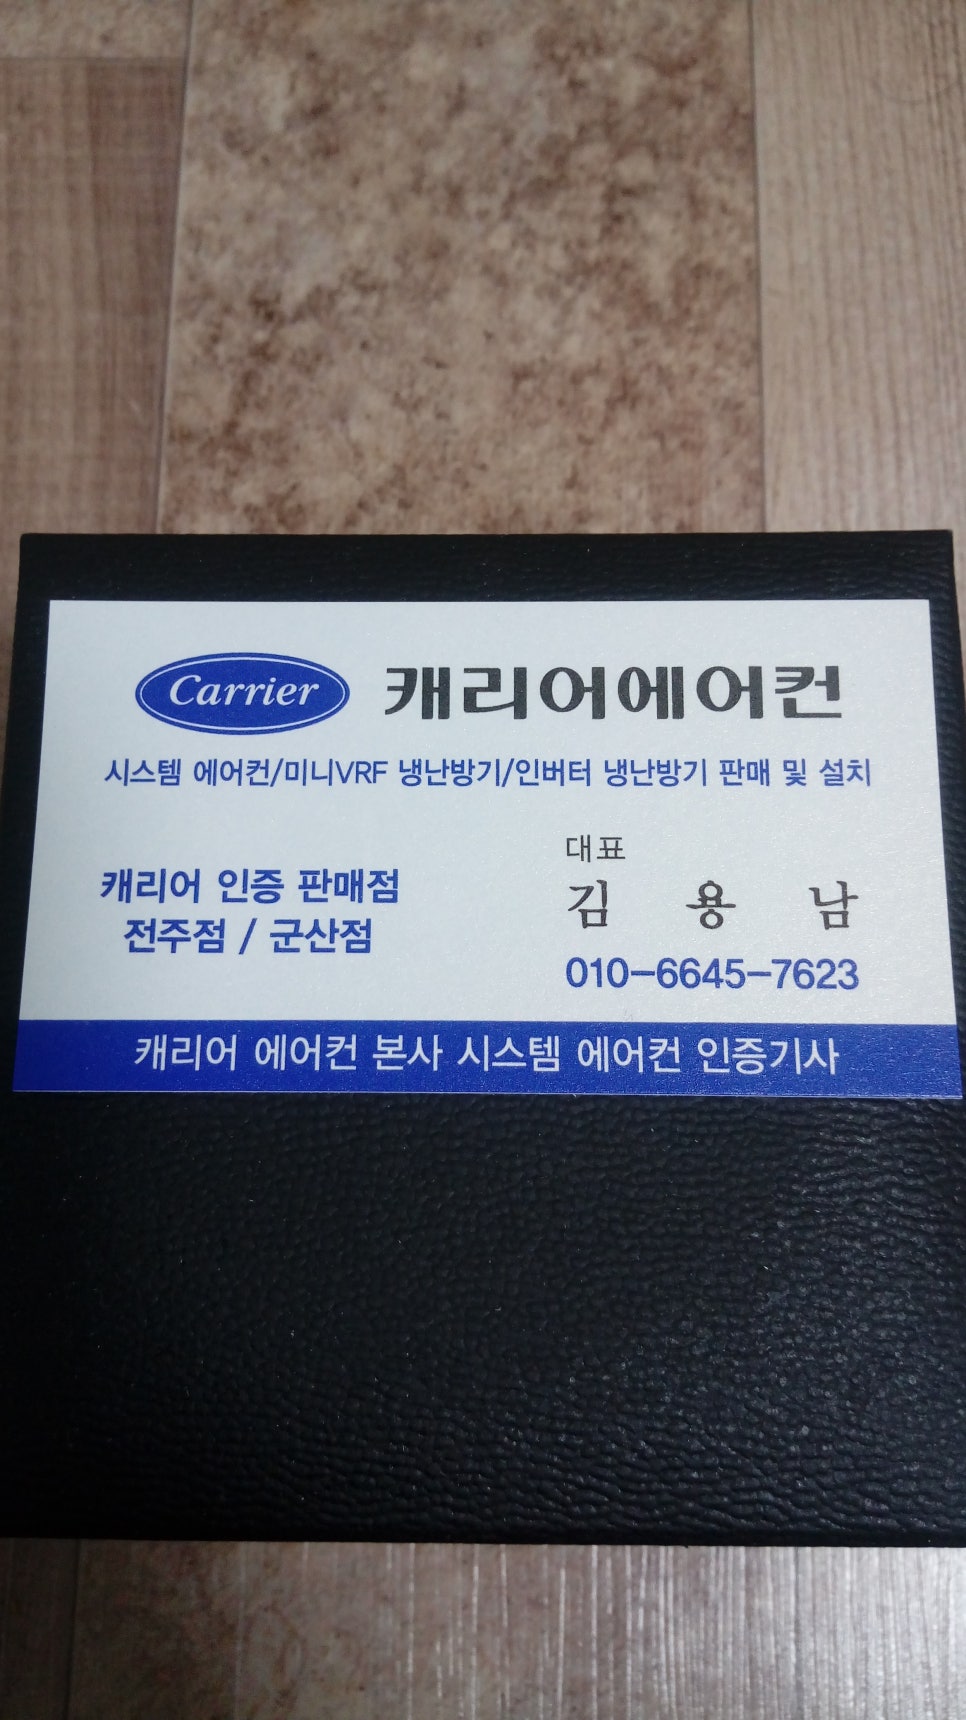 Carrier 캐리어에어컨
시스템 에어컨/미니VRF 냉난방기/인버터 냉난방기 판매 및 설치
캐리어 인증 판매점
전주점 / 군산점
대표
김 용 남
010-6645-7623
캐리어 에어컨 본사 시스템 에어컨 인증기사